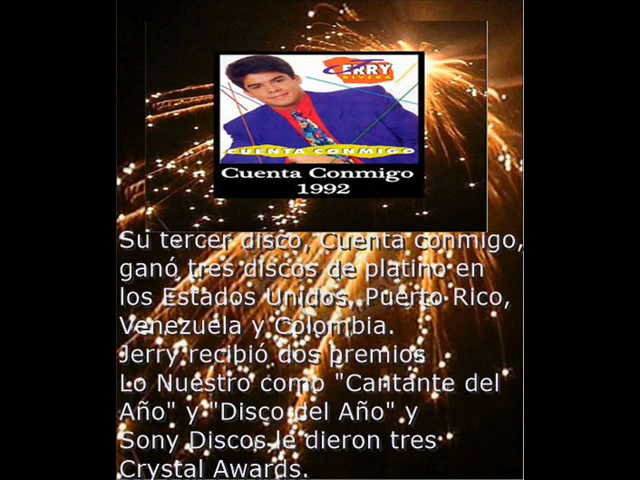 JERRY
RIVERA
CUENTA CONMIGO
Cuenta Conmigo
1992
Su tercer disco, Cuenta conmigo,
ganó tres discos de platino en
los Estados Unidos, Puerto Rico,
Venezuela y Colombia.
Jerry recibió dos premios
Lo Nuestro como "Cantante del
Año" y "Disco del Año" y
Sony Discos le dieron tres
Crystal Awards.